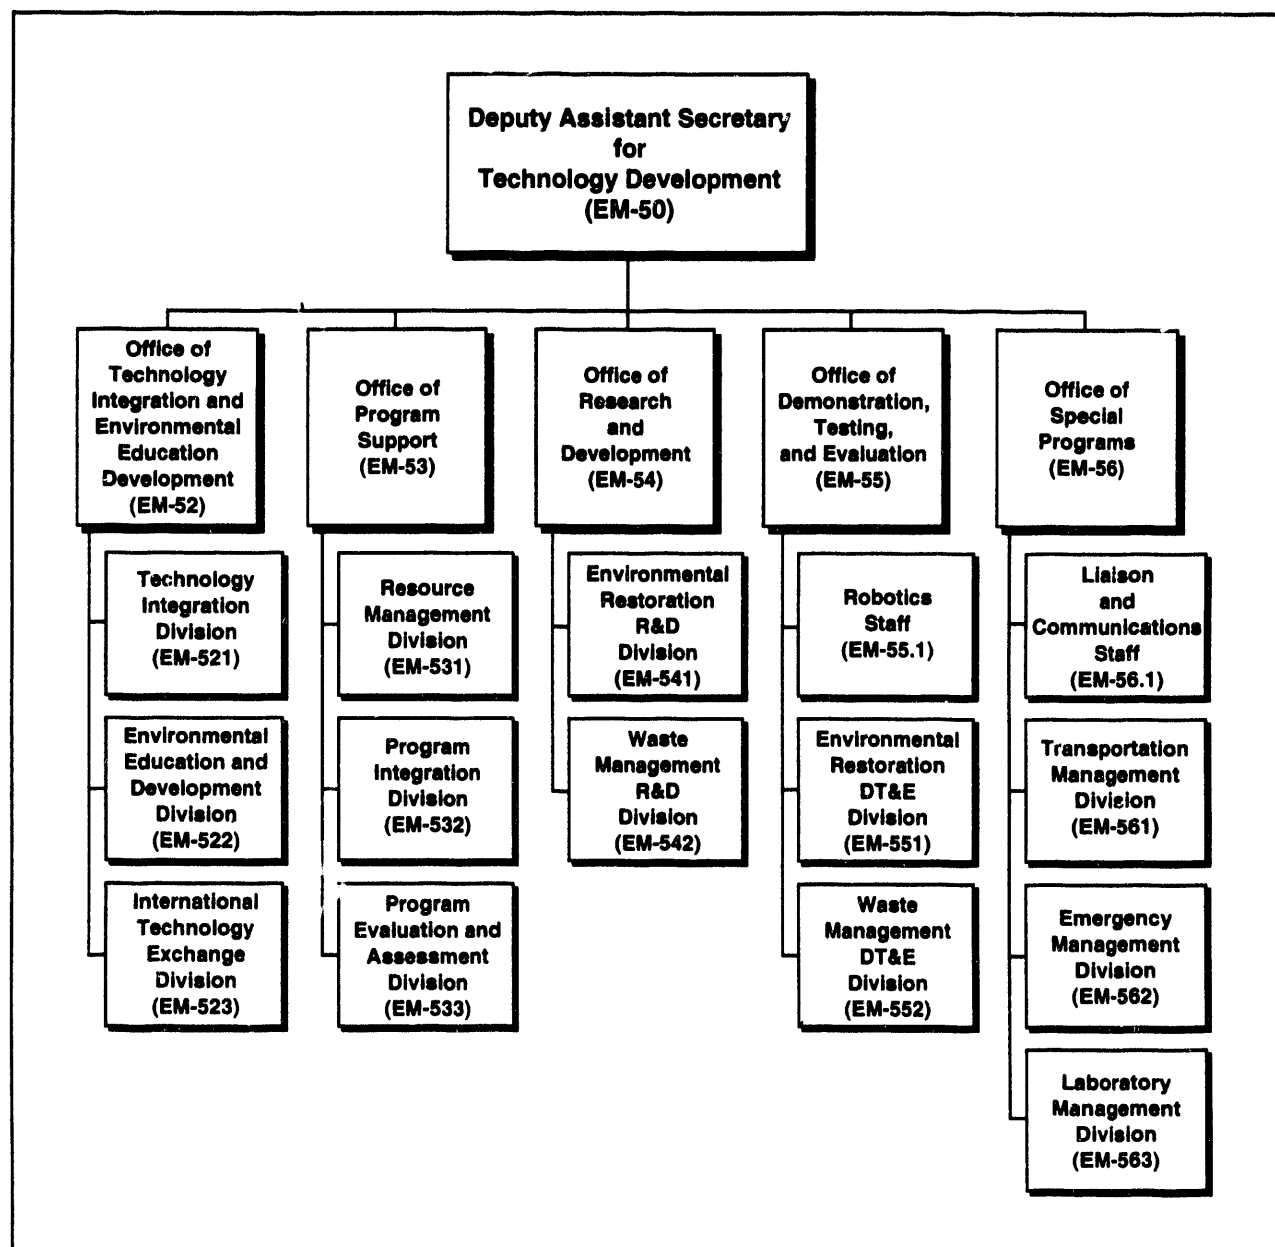 Deputy Assistant Secretary
for
Technology Development
(EM-50)
Office of
Technology
Integration and
Environmental
Education
Development
(EM-52)
Technology
Integration
Division
(EM-521)
Environmental
Education and
Development
Division
(EM-522)
International
Technology
Exchange
Division
(EM-523)
Office of
Program
Support
(EM-53)
Resource
Management
Division
(EM-531)
Program
Integration
Division
(EM-532)
Program
Evaluation and
Assessment
Division
(EM-533)
Office of
Research
and
Development
(EM-54)
Environmental
Restoration
R&D
Division
(EM-541)
Waste
Management
R&D
Division
(EM-542)
Office of
Demonstration,
Testing,
and Evaluation
(EM-55)
Robotics
Staff
(EM-55.1)
Environmental
Restoration
DT&E
Division
(EM-551)
Waste
Management
DT&E
Division
(EM-552)
Office of
Special
Programs
(EM-56)
Liaison
and
Communications
Staff
(EM-56.1)
Transportation
Management
Division
(EM-561)
Emergency
Management
Division
(EM-562)
Laboratory
Management
Division
(EM-563)